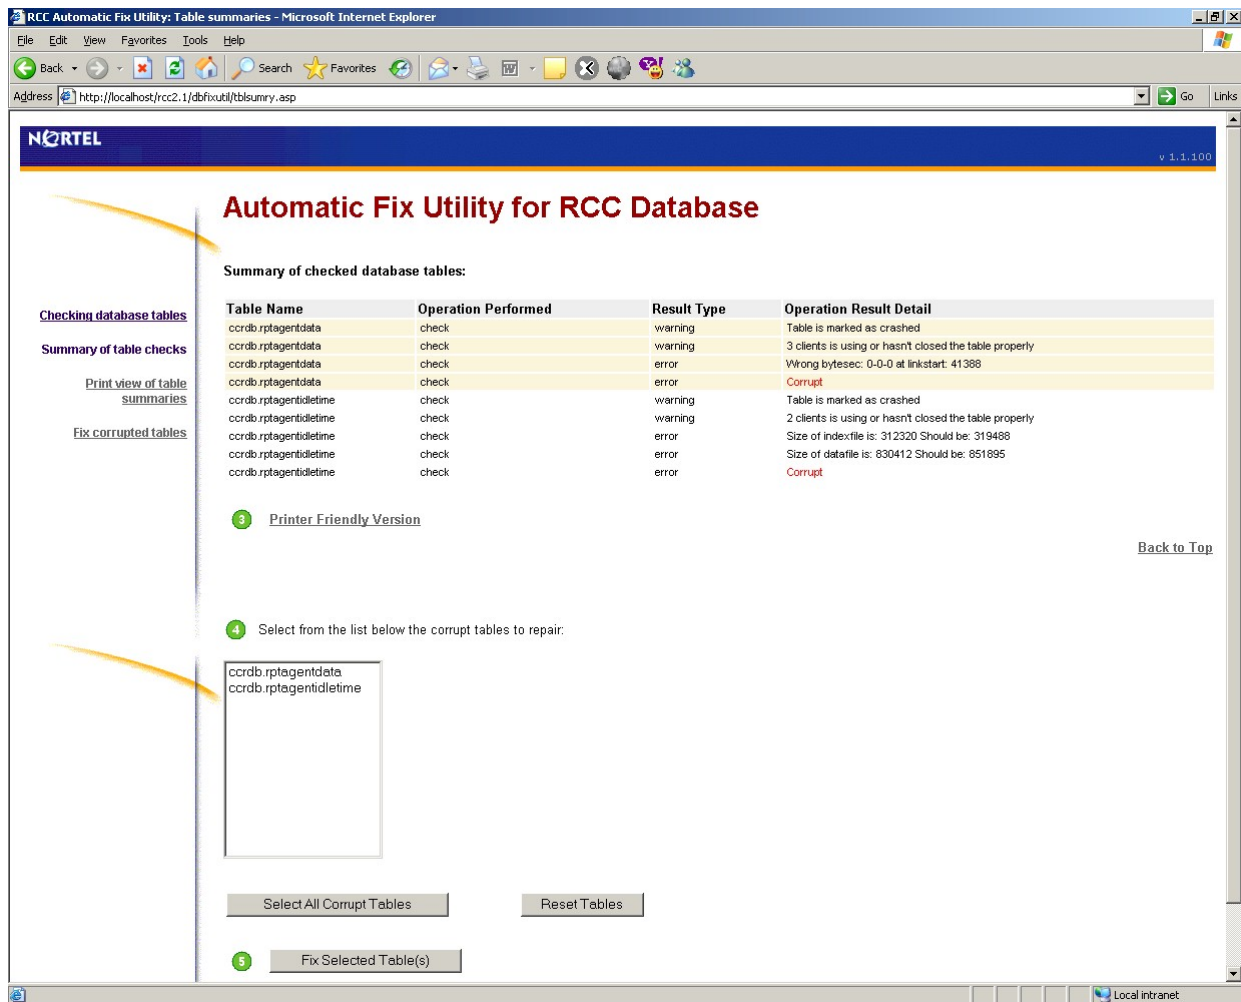 RCC Automatic Fix Utility: Table summaries - Microsoft Internet Explorer
File Edit View Favorites Tools Help
Back Search Favorites
Address http://localhost/rcc2.1/dbfixutil/tblsumry.asp Go Links
NORTEL
v 1.1.100
Automatic Fix Utility for RCC Database
Summary of checked database tables:
Checking database tables
Summary of table checks
Print view of table
summaries
Fix corrupted tables
Table Name Operation Performed Result Type Operation Result Detail
ccrdb.rptagentdata check warning Table is marked as crashed
ccrdb.rptagentdata check warning 3 clients is using or hasn't closed the table properly
ccrdb.rptagentdata check error Wrong bytesec: 0-0-0 at linkstart: 41388
ccrdb.rptagentdata check error Corrupt
ccrdb.rptagentidletime check warning Table is marked as crashed
ccrdb.rptagentidletime check warning 2 clients is using or hasn't closed the table properly
ccrdb.rptagentidletime check error Size of indexfile is: 312320 Should be: 319488
ccrdb.rptagentidletime check error Size of datafile is: 830412 Should be: 851895
ccrdb.rptagentidletime check error Corrupt
3 Printer Friendly Version
Back to Top
4 Select from the list below the corrupt tables to repair:
ccrdb.rptagentdata
ccrdb.rptagentidletime
Select All Corrupt Tables Reset Tables
5 Fix Selected Table(s)
Local intranet